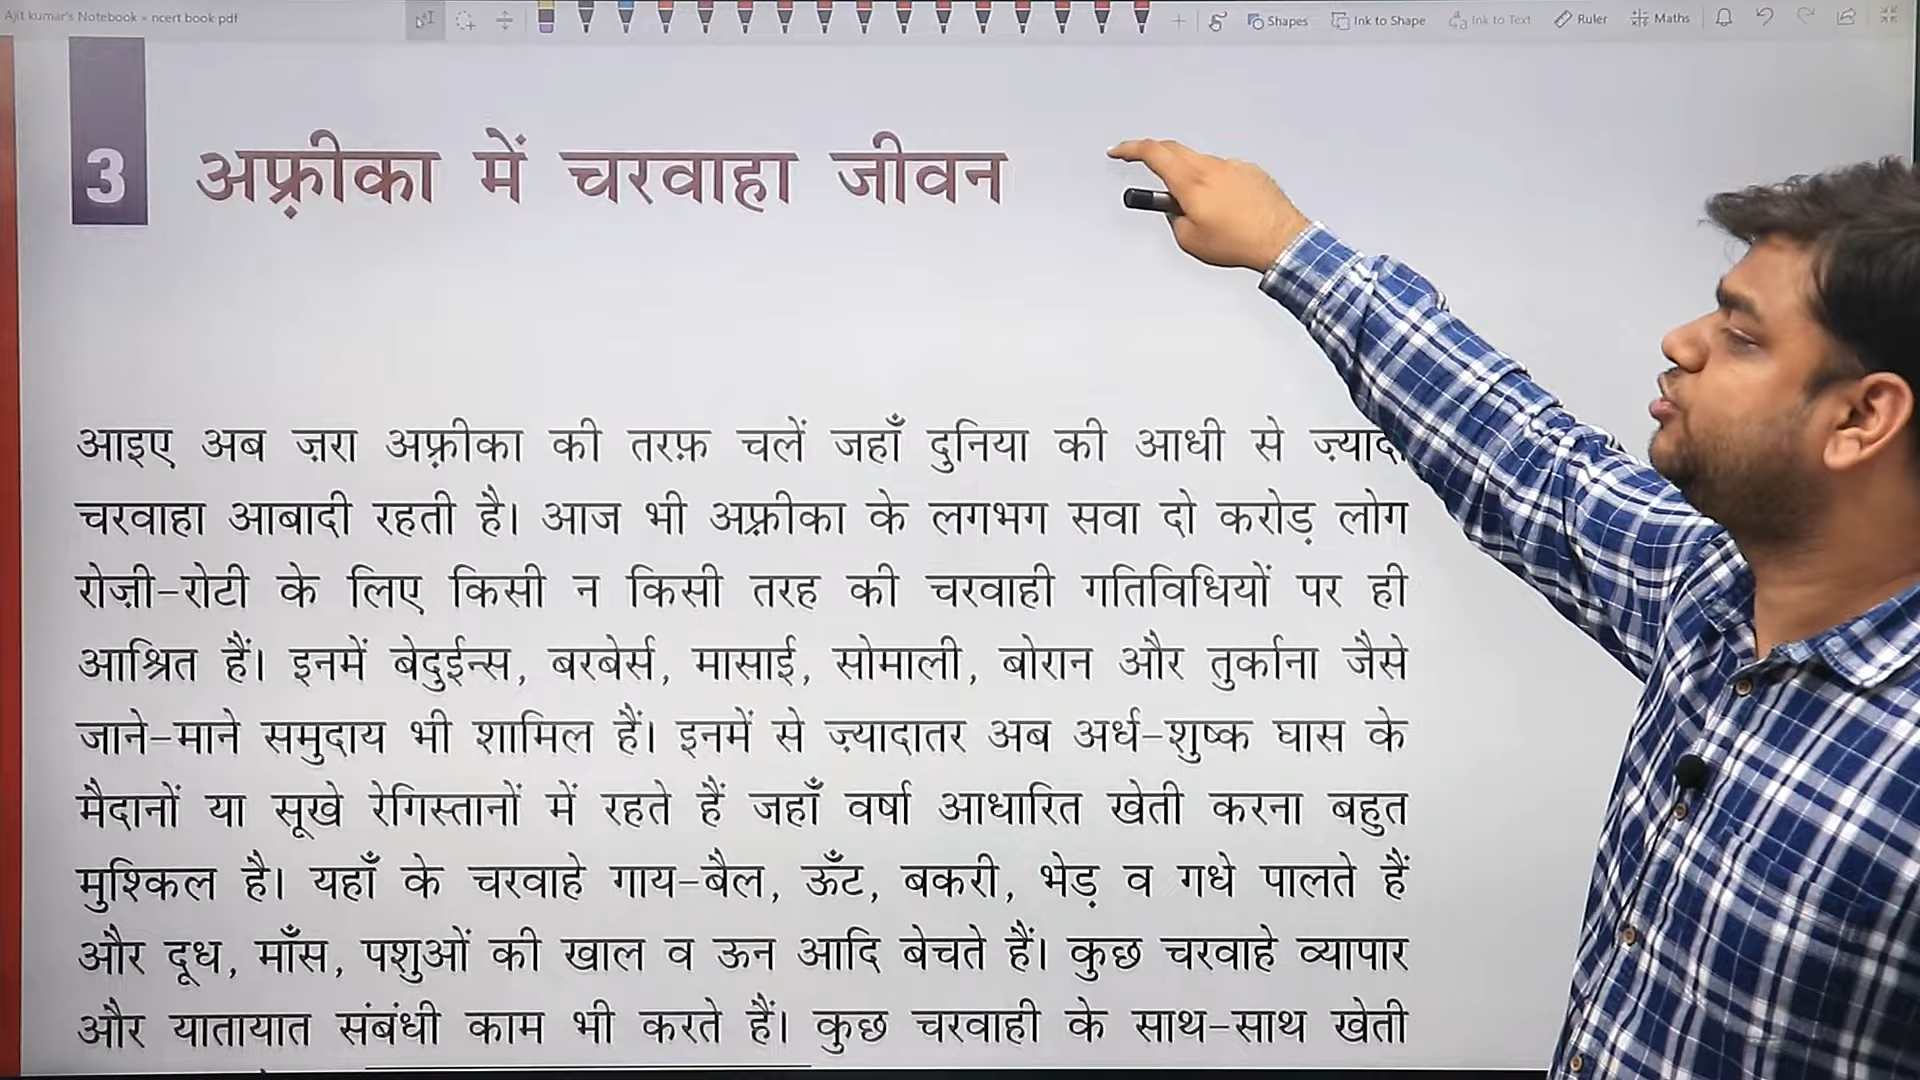 Ajit kumar's Notebook » ncert book pdf
Shapes
Ink to Shape
Ink to Text
Ruler
Maths
3
अफ़्रीका में चरवाहा जीवन
आइए अब ज़रा अफ़्रीका की तरफ़ चलें जहाँ दुनिया की आधी से
चरवाहा आबादी रहती है। आज भी अफ़्रीका के लगभग सवा दो करोड़ लोग
रोज़ी-रोटी के लिए किसी न किसी तरह की चरवाही गतिविधियों पर ही
आश्रित हैं। इनमें बेदुईन्स, बरबेर्स, मासाई, सोमाली, बोरान और तुर्काना जैसे
जाने-माने समुदाय भी शामिल हैं। इनमें से ज़्यादातर अब अर्ध-शुष्क घास के
मैदानों या सूखे रेगिस्तानों में रहते हैं जहाँ वर्षा आधारित खेती करना बहुत
मुश्किल है। यहाँ के चरवाहे गाय-बैल, ऊँट, बकरी, भेड़ व गधे पालते हैं
और दूध, माँस, पशुओं की खाल व ऊन आदि बेचते हैं। कुछ चरवाहे व्यापार
और यातायात संबंधी काम भी करते हैं। कुछ चरवाही के साथ-साथ खेती